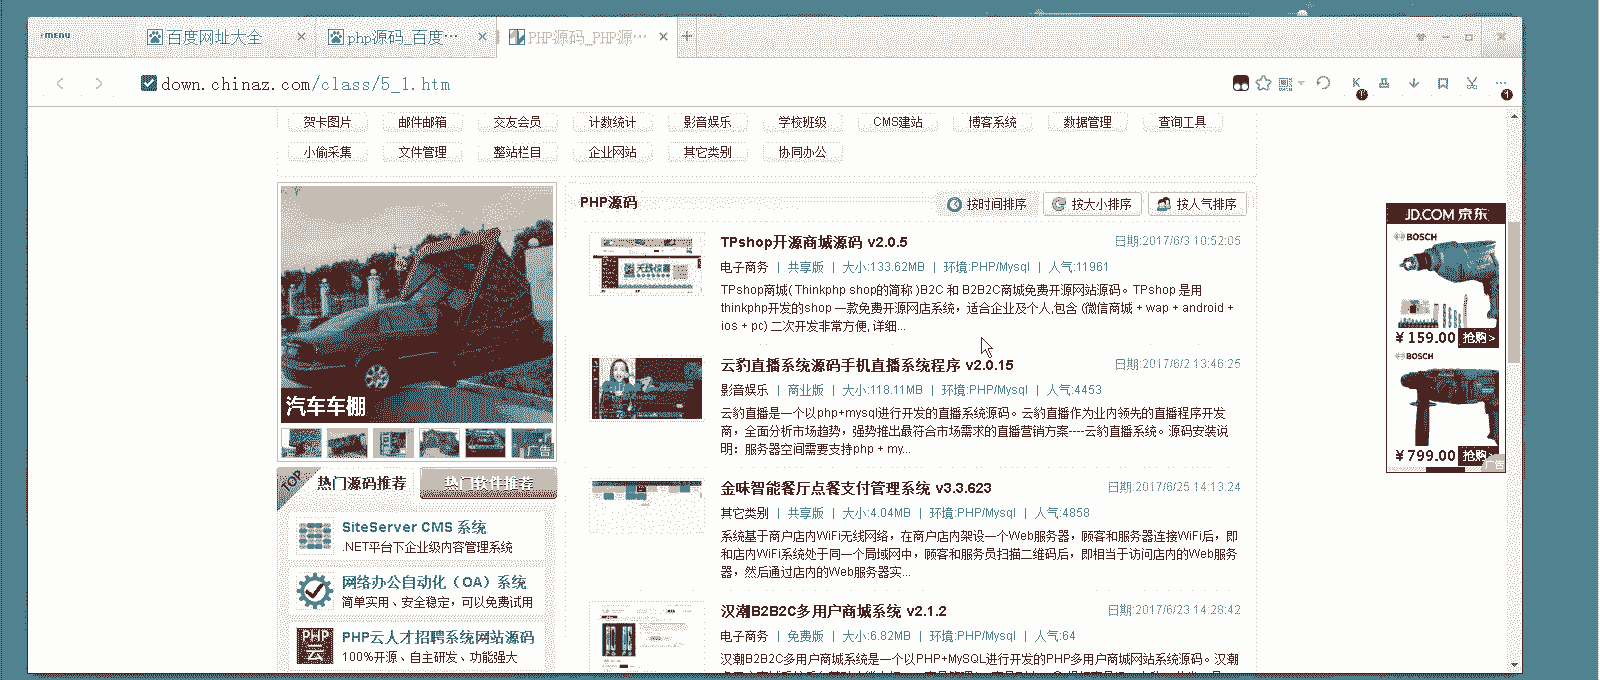 MENU
百度网址大全 ×
php源码_百度… ×
PHP源码_PHP源… ×
down.chinaz.com/class/5_1.htm
贺卡图片 邮件邮箱 交友会员 计数统计 影音娱乐 学校班级 CMS建站 博客系统 数据管理 查询工具
小偷采集 文件管理 整站栏目 企业网站 其它类别 协同办公
汽车车棚
广告
TOP 热门源码推荐 热门软件推荐
SiteServer CMS 系统
.NET平台下企业级内容管理系统
网络办公自动化（OA）系统
简单实用、安全稳定，可以免费试用
PHP
PHP云人才招聘系统网站源码
100%开源、自主研发、功能强大
PHP源码 按时间排序 按大小排序 按人气排序
TPshop开源商城源码 v2.0.5 日期:2017/6/3 10:52:05
电子商务 | 共享版 | 大小:133.62MB | 环境:PHP/Mysql | 人气:11961
TPshop商城( Thinkphp shop的简称 )B2C 和 B2B2C商城免费开源网站源码。TPshop 是用
thinkphp开发的shop 一款免费开源网店系统，适合企业及个人,包含 (微信商城 + wap + android +
ios + pc) 二次开发非常方便, 详细...
云豹直播系统源码手机直播系统程序 v2.0.15 日期:2017/6/2 13:46:25
影音娱乐 | 商业版 | 大小:118.11MB | 环境:PHP/Mysql | 人气:4453
云豹直播是一个以php+mysql进行开发的直播系统源码。云豹直播作为业内领先的直播程序开发
商，全面分析市场趋势，强势推出最符合市场需求的直播营销方案----云豹直播系统。源码安装说
明：服务器空间需要支持php + my...
金味智能餐厅点餐支付管理系统 v3.3.623 日期:2017/6/25 14:13:24
其它类别 | 共享版 | 大小:4.04MB | 环境:PHP/Mysql | 人气:4858
系统基于商户店内WiFi无线网络，在商户店内架设一个Web服务器，顾客和服务器连接WiFi后，即
和店内WiFi系统处于同一个局域网中，顾客和服务员扫描二维码后，即相当于访问店内的Web服务
器，然后通过店内的Web服务器实...
汉潮B2B2C多用户商城系统 v2.1.2 日期:2017/6/23 14:28:42
电子商务 | 免费版 | 大小:6.82MB | 环境:PHP/Mysql | 人气:64
汉潮B2B2C多用户商城系统是一个以PHP+MySQL进行开发的PHP多用户商城网站系统源码。汉潮
JD.COM 京东
BOSCH
¥ 159.00 抢购>
BOSCH
¥ 799.00 抢购>
广告